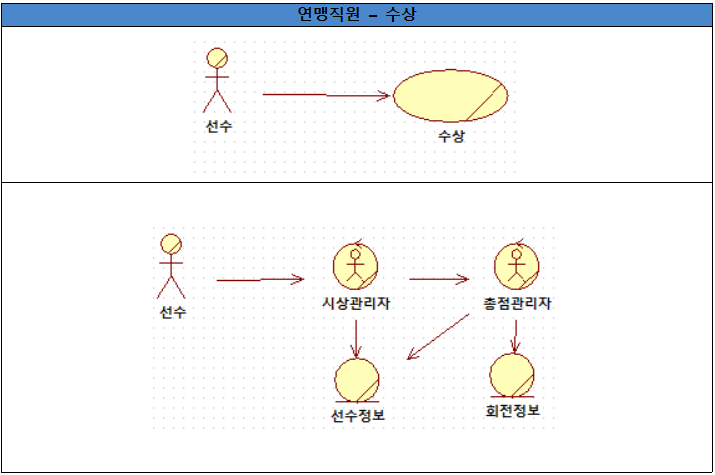 연맹직원 – 수상
선수
수상
선수
시상관리자
총점관리자
선수정보
회전정보